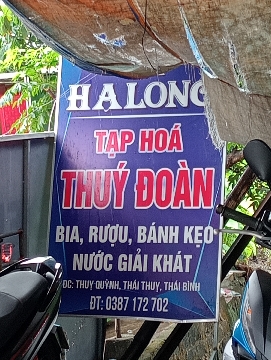 HALONG
TẠP HOÁ
THUÝ ĐOÀN
BIA, RƯỢU, BÁNH KẸO
NƯỚC GIẢI KHÁT
ĐC: THUỴ QUỲNH, THÁI THUỴ, THÁI BÌNH
ĐT: 0387 172 702